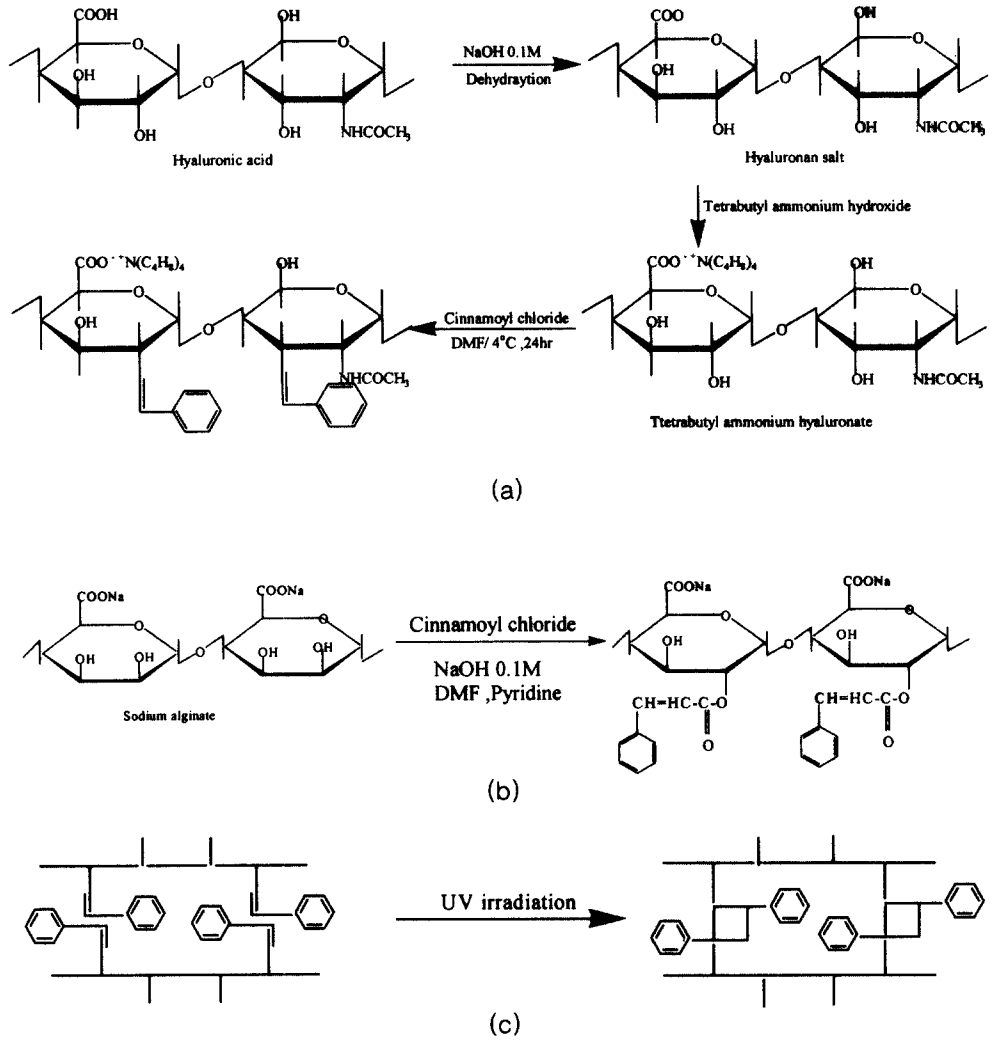 COOH
O
OH
O
OH
OH
O
OH
NHCOCH₃
Hyaluronic acid
NaOH 0.1M
Dehydraytion
COO
O
OH
O
OH
OH
O
OH
NHCOCH₃
Hyaluronan salt
Tetrabutyl ammonium hydroxide
COO⁻⁺N(C₄H₈)₄
O
OH
O
OH
O
NHCOCH₃
Cinnamoyl chloride
DMF/ 4°C ,24hr
COO⁻⁺N(C₄H₈)₄
O
OH
O
OH
OH
O
OH
NHCOCH₃
Ttetrabutyl ammonium hyaluronate
(a)
COONa
O
OH
OH
O
COONa
O
OH
OH
Sodium alginate
Cinnamoyl chloride
NaOH 0.1M
DMF ,Pyridine
COONa
O
OH
O
COONa
O
OH
CH=HC-C-O
O
CH=HC-C-O
O
(b)
UV irradiation
(c)